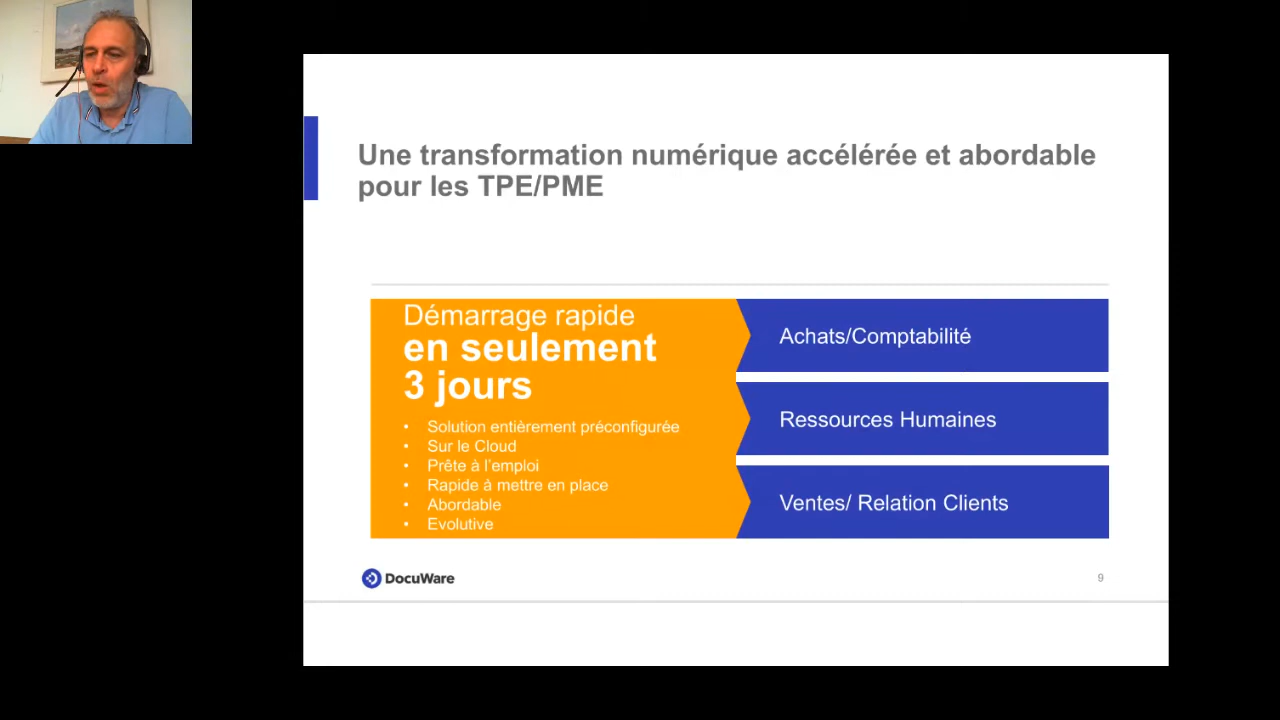 Une transformation numérique accélérée et abordable
pour les TPE/PME
Démarrage rapide
en seulement
3 jours
• Solution entièrement préconfigurée
• Sur le Cloud
• Prête à l'emploi
• Rapide à mettre en place
• Abordable
• Evolutive
Achats/Comptabilité
Ressources Humaines
Ventes/ Relation Clients
DocuWare
9